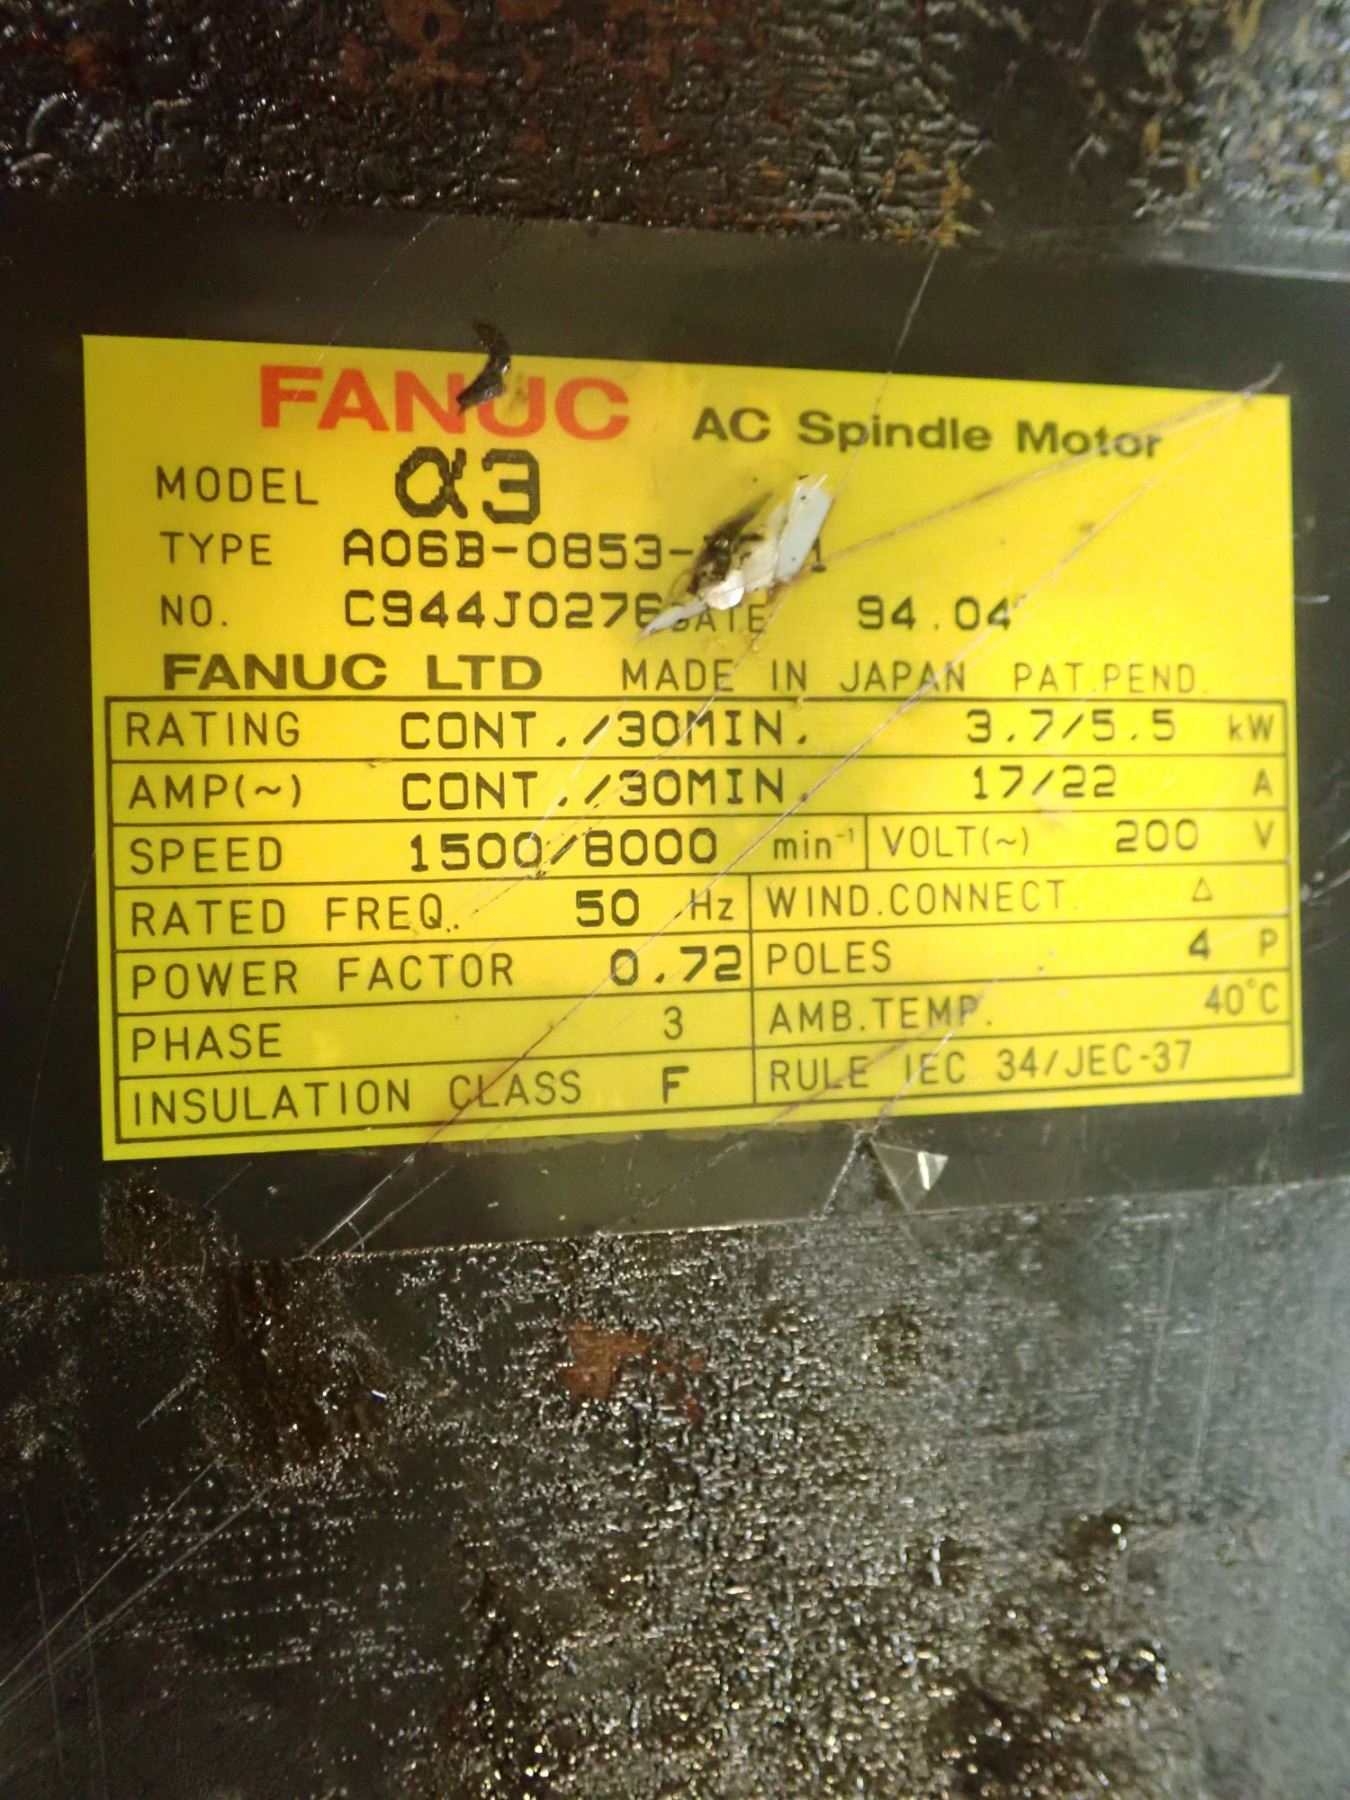 FANUC AC Spindle Motor
MODEL α3
TYPE
NO. DATE 94.04
FANUC LTD MADE IN JAPAN PAT.PEND.
RATING CONT./30MIN. 3.7/5.5 kW
AMP(~) CONT./30MIN. 17/22 A
SPEED 1500/8000 min⁻¹ VOLT(~) 200 V
RATED FREQ. 50 Hz WIND.CONNECT. Δ
POWER FACTOR 0.72 POLES 4 P
PHASE 3 AMB.TEMP. 40°C
INSULATION CLASS F RULE IEC 34/JEC-37